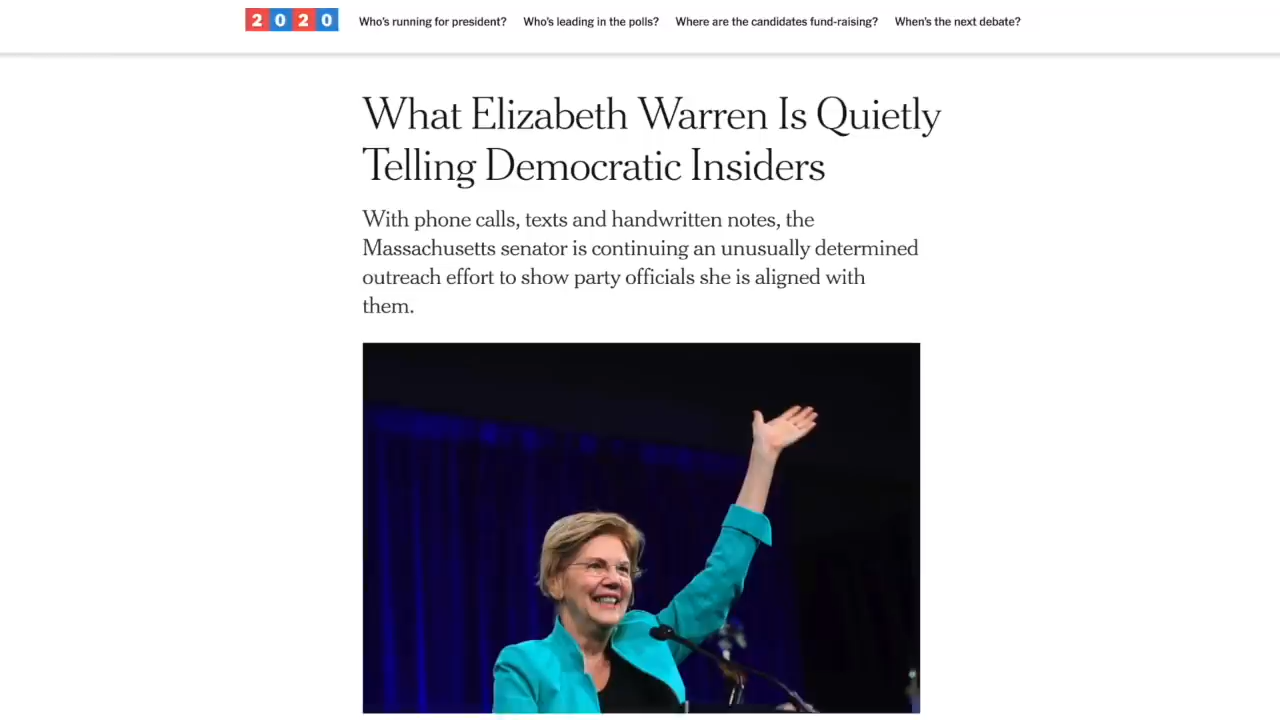 2020 Who's running for president? Who's leading in the polls? Where are the candidates fund-raising? When's the next debate?
What Elizabeth Warren Is Quietly
Telling Democratic Insiders
With phone calls, texts and handwritten notes, the
Massachusetts senator is continuing an unusually determined
outreach effort to show party officials she is aligned with
them.